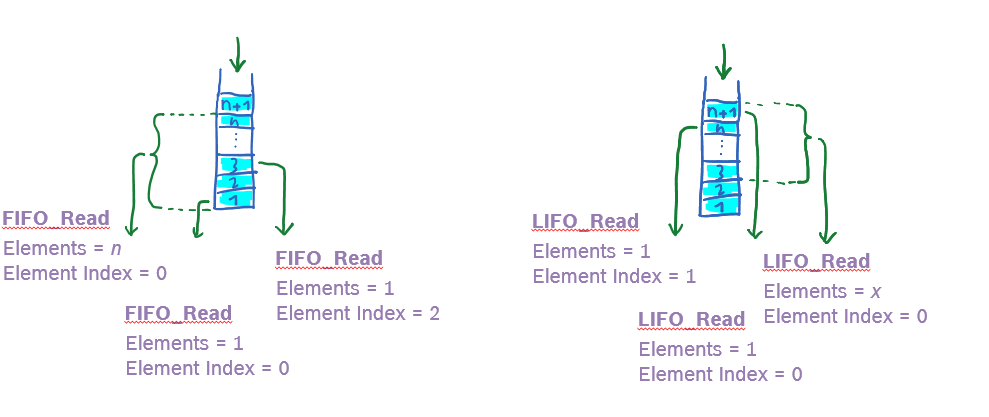 n+1
n
⋮
3
2
1
FIFO_Read
Elements = n
Element Index = 0
FIFO_Read
Elements = 1
Element Index = 0
FIFO_Read
Elements = 1
Element Index = 2
n+1
n
⋮
3
2
1
LIFO_Read
Elements = 1
Element Index = 1
LIFO_Read
Elements = 1
Element Index = 0
LIFO_Read
Elements = x
Element Index = 0